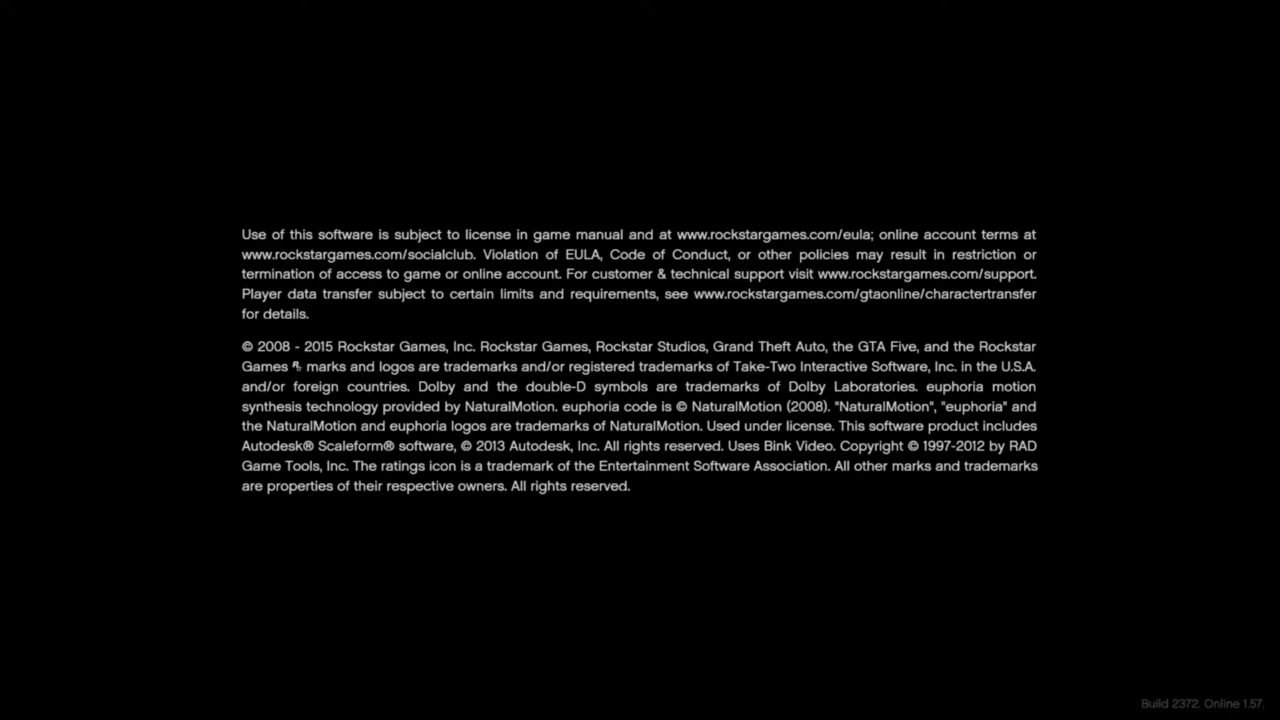 Use of this software is subject to license in game manual and at www.rockstargames.com/eula; online account terms at
www.rockstargames.com/socialclub. Violation of EULA, Code of Conduct, or other policies may result in restriction or
termination of access to game or online account. For customer & technical support visit www.rockstargames.com/support.
Player data transfer subject to certain limits and requirements, see www.rockstargames.com/gtaonline/charactertransfer
for details.
© 2008 - 2015 Rockstar Games, Inc. Rockstar Games, Rockstar Studios, Grand Theft Auto, the GTA Five, and the Rockstar
Games R* marks and logos are trademarks and/or registered trademarks of Take-Two Interactive Software, Inc. in the U.S.A.
and/or foreign countries. Dolby and the double-D symbols are trademarks of Dolby Laboratories. euphoria motion
synthesis technology provided by NaturalMotion. euphoria code is © NaturalMotion (2008). "NaturalMotion", "euphoria" and
the NaturalMotion and euphoria logos are trademarks of NaturalMotion. Used under license. This software product includes
Autodesk® Scaleform® software, © 2013 Autodesk, Inc. All rights reserved. Uses Bink Video. Copyright © 1997-2012 by RAD
Game Tools, Inc. The ratings icon is a trademark of the Entertainment Software Association. All other marks and trademarks
are properties of their respective owners. All rights reserved.
Build 2372. Online 1.57.